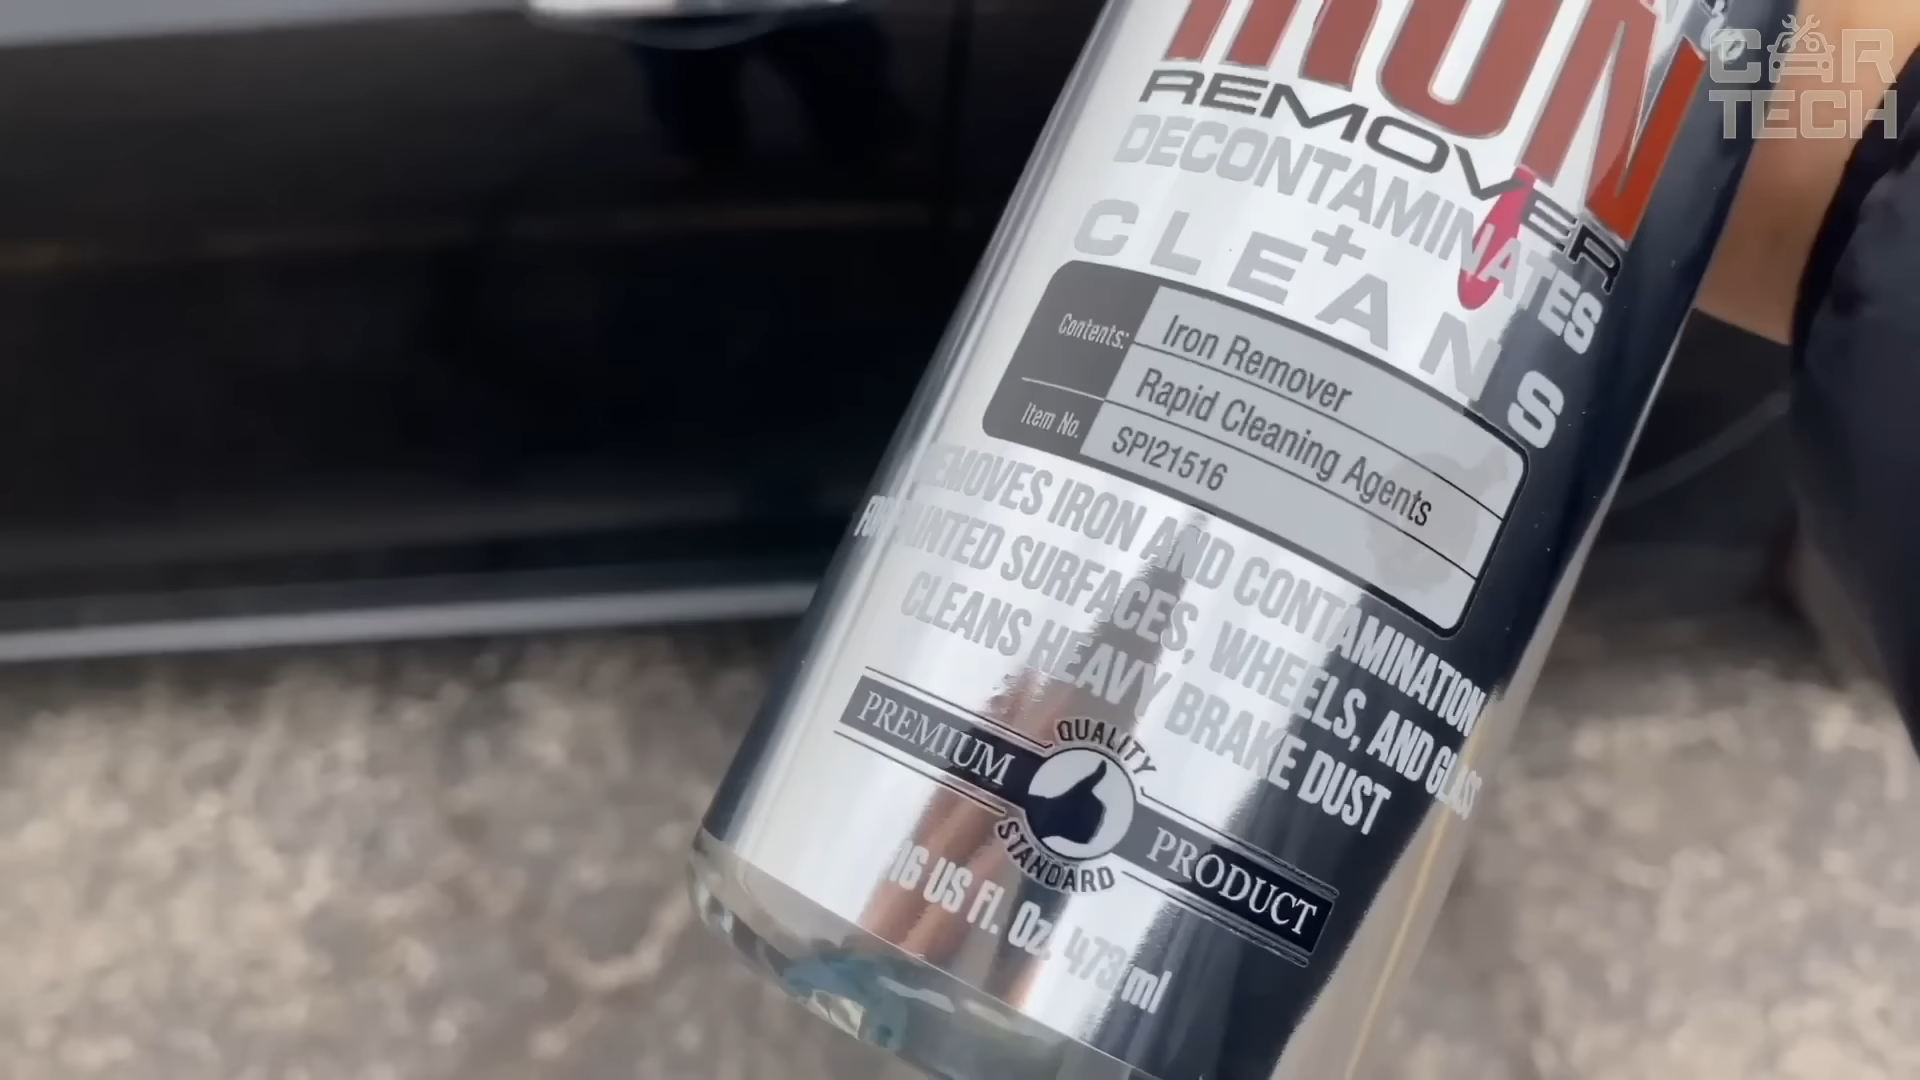 IRON
REMOVER
DECONTAMINATES
+
CLEANS
Contents: Iron Remover
Rapid Cleaning Agents
Item No. SPI21516
REMOVES IRON AND CONTAMINATION
FOR PAINTED SURFACES, WHEELS, AND GLASS
CLEANS HEAVY BRAKE DUST
PREMIUM
QUALITY
STANDARD
PRODUCT
16 US Fl. Oz. 473 ml
CAR
TECH